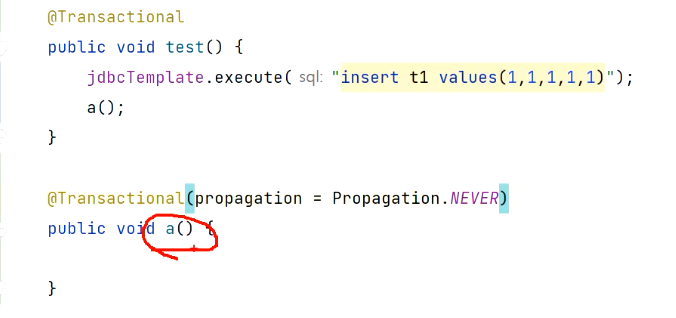 @Transactional
public void test() {
jdbcTemplate.execute( sql: "insert t1 values(1,1,1,1,1)");
a();
}
@Transactional(propagation = Propagation.NEVER)
public void a() {
}